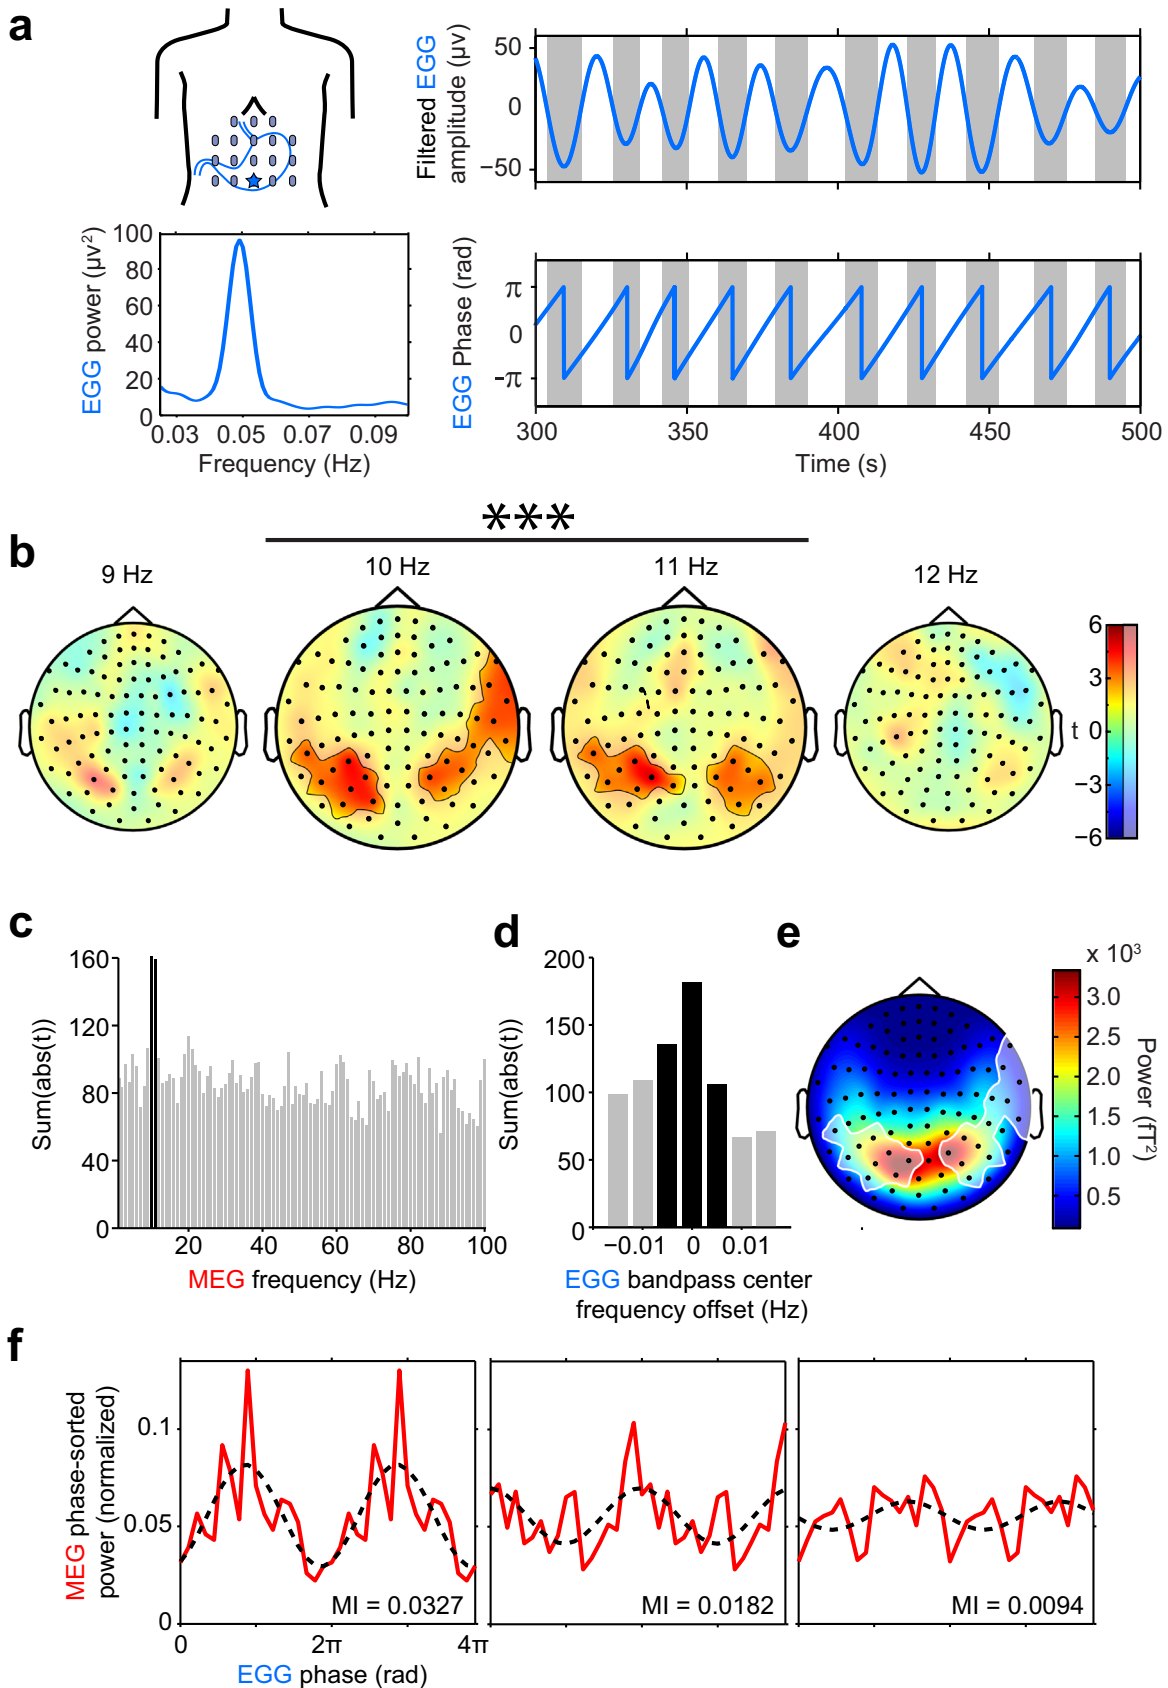 a
Filtered EGG
amplitude (μv)
50
0
−50
EGG power (μv²)
100
80
60
40
20
0
0.03 0.05 0.07 0.09
Frequency (Hz)
EGG Phase (rad)
π
0
-π
300 350 400 450 500
Time (s)
***
b
9 Hz 10 Hz 11 Hz 12 Hz
6
3
t 0
−3
−6
c
Sum(abs(t))
160
120
80
40
0
20 40 60 80 100
MEG frequency (Hz)
d
Sum(abs(t))
200
150
100
50
0
−0.01 0 0.01
EGG bandpass center
frequency offset (Hz)
e
x 10³
3.0
2.5
2.0
1.5
1.0
0.5
Power (fT²)
f
MEG phase-sorted
power (normalized)
0.1
0.05
0
MI = 0.0327 MI = 0.0182 MI = 0.0094
0 2π 4π
EGG phase (rad)